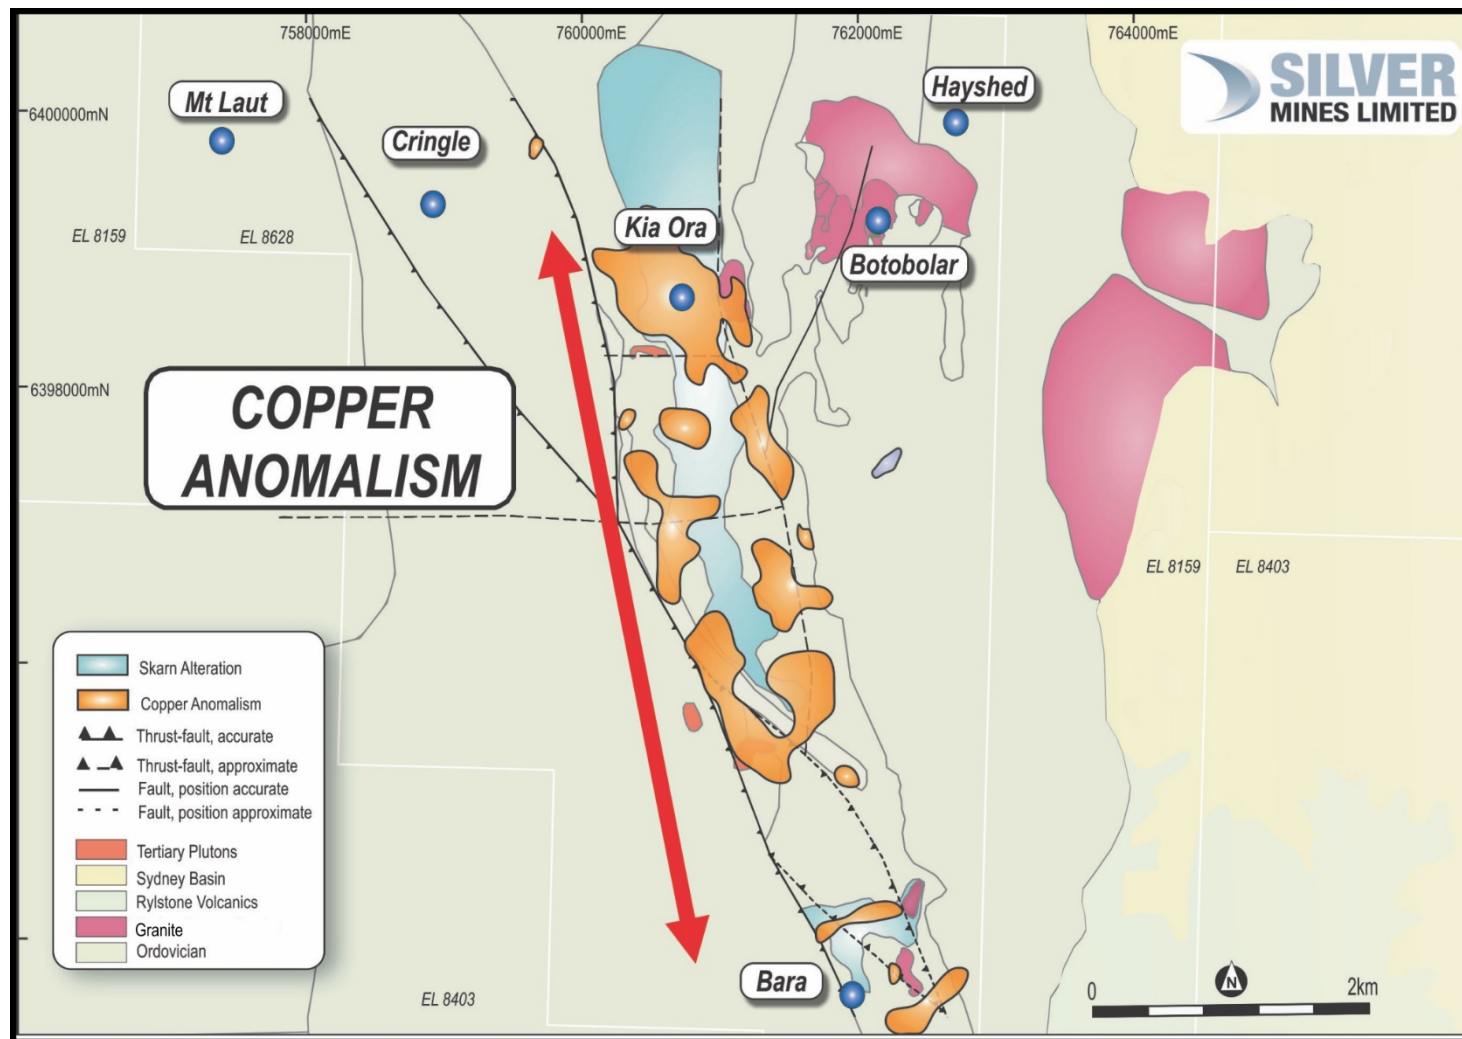 758000mE
760000mE
762000mE
764000mE
SILVER
MINES LIMITED
6400000mN
Mt Laut
Cringle
Hayshed
Kia Ora
Botobolar
EL 8159
EL 8628
6398000mN
COPPER
ANOMALISM
EL 8159
EL 8403
Skarn Alteration
Copper Anomalism
Thrust-fault, accurate
Thrust-fault, approximate
Fault, position accurate
Fault, position approximate
Tertiary Plutons
Sydney Basin
Rylstone Volcanics
Granite
Ordovician
EL 8403
Bara
N
0
2km